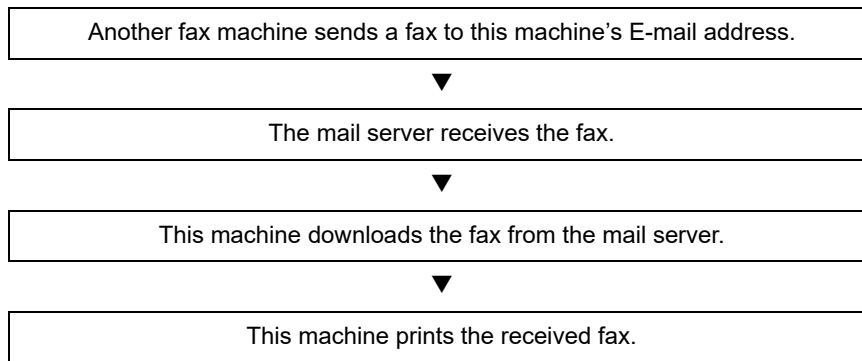 Another fax machine sends a fax to this machine’s E-mail address.
The mail server receives the fax.
This machine downloads the fax from the mail server.
This machine prints the received fax.